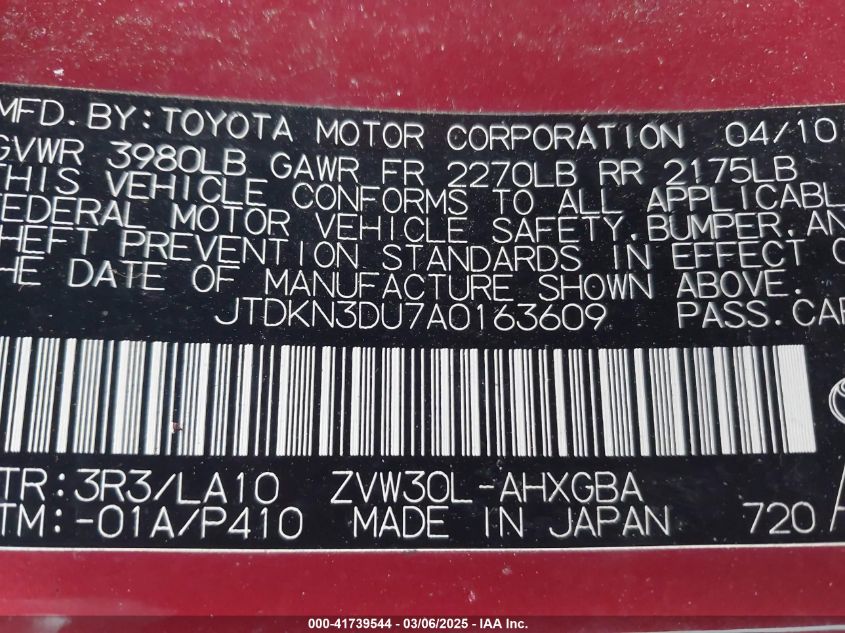 MFD. BY: TOYOTA MOTOR CORPORATION 04/10
GVWR 3980LB GAWR FR 2270LB RR 2175LB
THIS VEHICLE CONFORMS TO ALL APPLICABL
FEDERAL MOTOR VEHICLE SAFETY, BUMPER, AN
THEFT PREVENTION STANDARDS IN EFFECT O
THE DATE OF MANUFACTURE SHOWN ABOVE.
JTDKN3DU7A0163609 PASS. CAR
TR: 3R3/LA10 ZVW30L-AHXGBA
TM: -01A/P410 MADE IN JAPAN 720 A
000-41739544 - 03/06/2025 - IAA Inc.